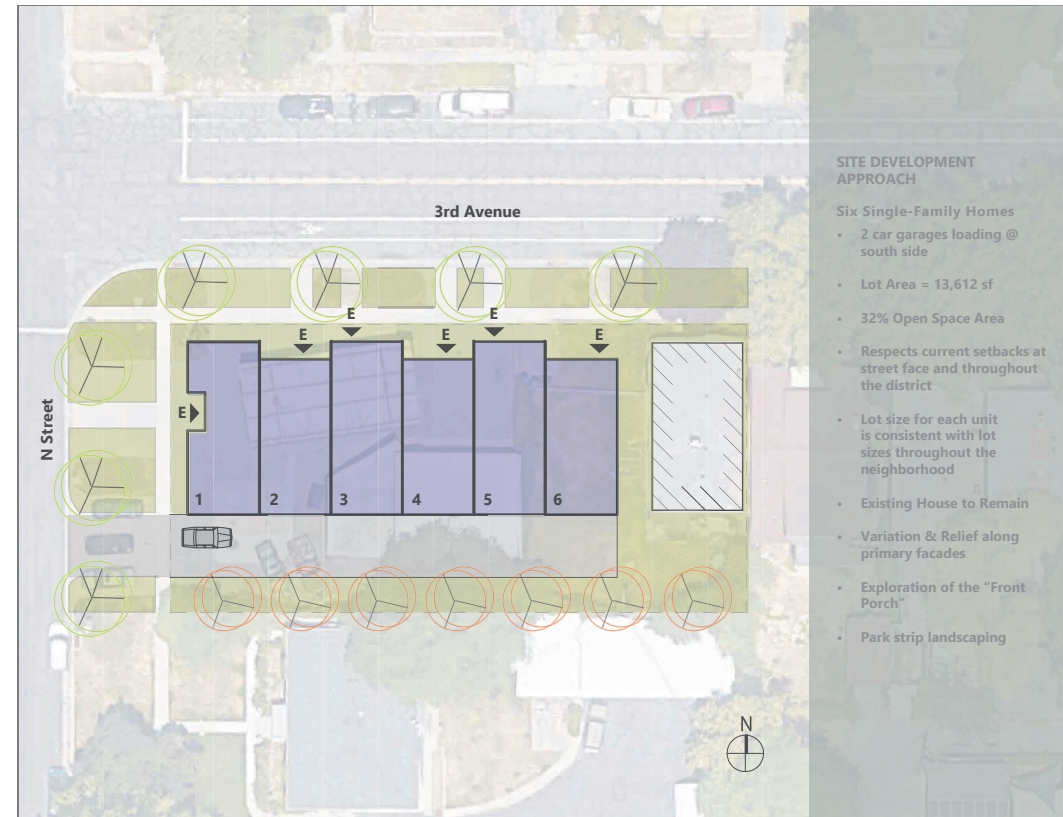 3rd Avenue
N Street
E
E
E
E
E
E
1
2
3
4
5
6
N
SITE DEVELOPMENT
APPROACH
Six Single-Family Homes
• 2 car garages loading @
south side
• Lot Area = 13,612 sf
• 32% Open Space Area
• Respects current setbacks at
street face and throughout
the district
• Lot size for each unit
is consistent with lot
sizes throughout the
neighborhood
• Existing House to Remain
• Variation & Relief along
primary facades
• Exploration of the “Front
Porch”
• Park strip landscaping